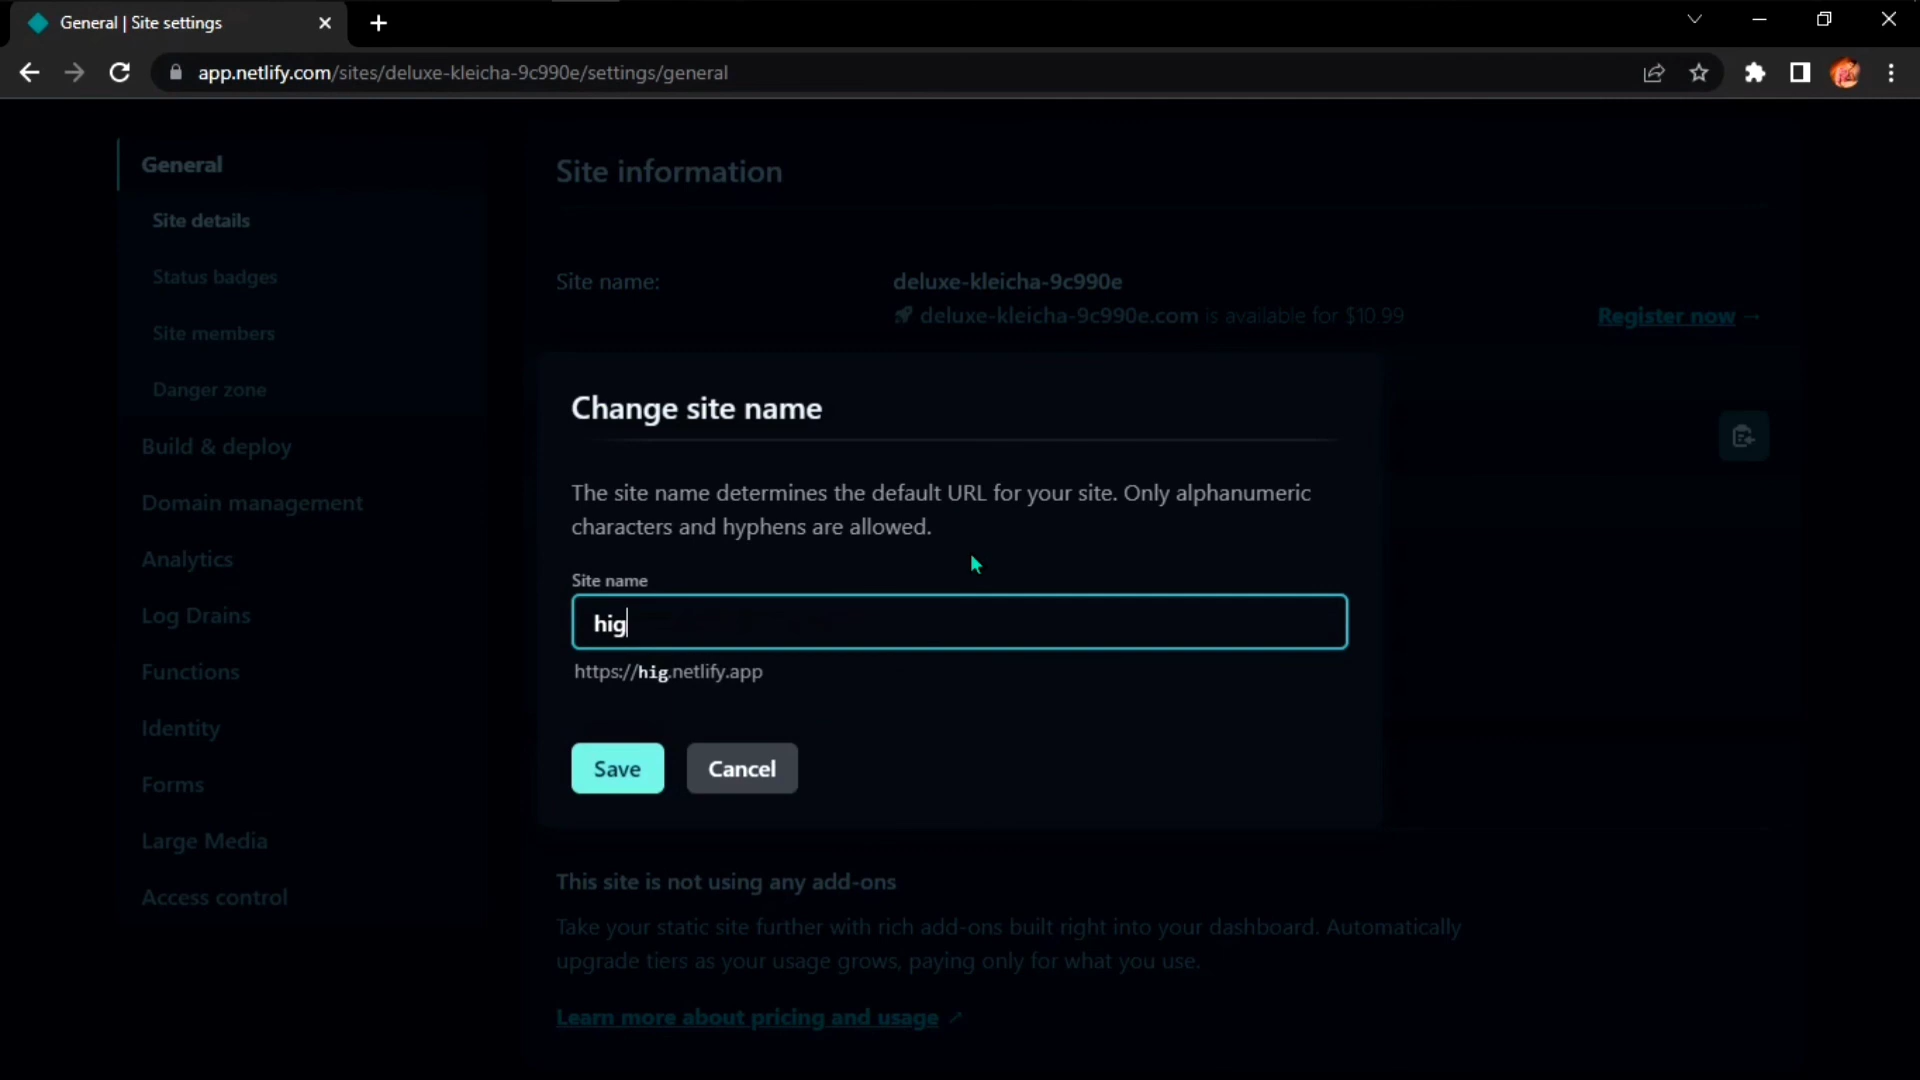 General | Site settings
app.netlify.com/sites/deluxe-kleicha-9c990e/settings/general
General
Site details
Status badges
Site members
Danger zone
Build & deploy
Domain management
Analytics
Log Drains
Functions
Identity
Forms
Large Media
Access control
Site information
Site name:
deluxe-kleicha-9c990e
deluxe-kleicha-9c990e.com is available for $10.99
Register now →
Change site name
The site name determines the default URL for your site. Only alphanumeric
characters and hyphens are allowed.
Site name
hig
https://hig.netlify.app
Save
Cancel
This site is not using any add-ons
Take your static site further with rich add-ons built right into your dashboard. Automatically
upgrade tiers as your usage grows, paying only for what you use.
Learn more about pricing and usage ↗